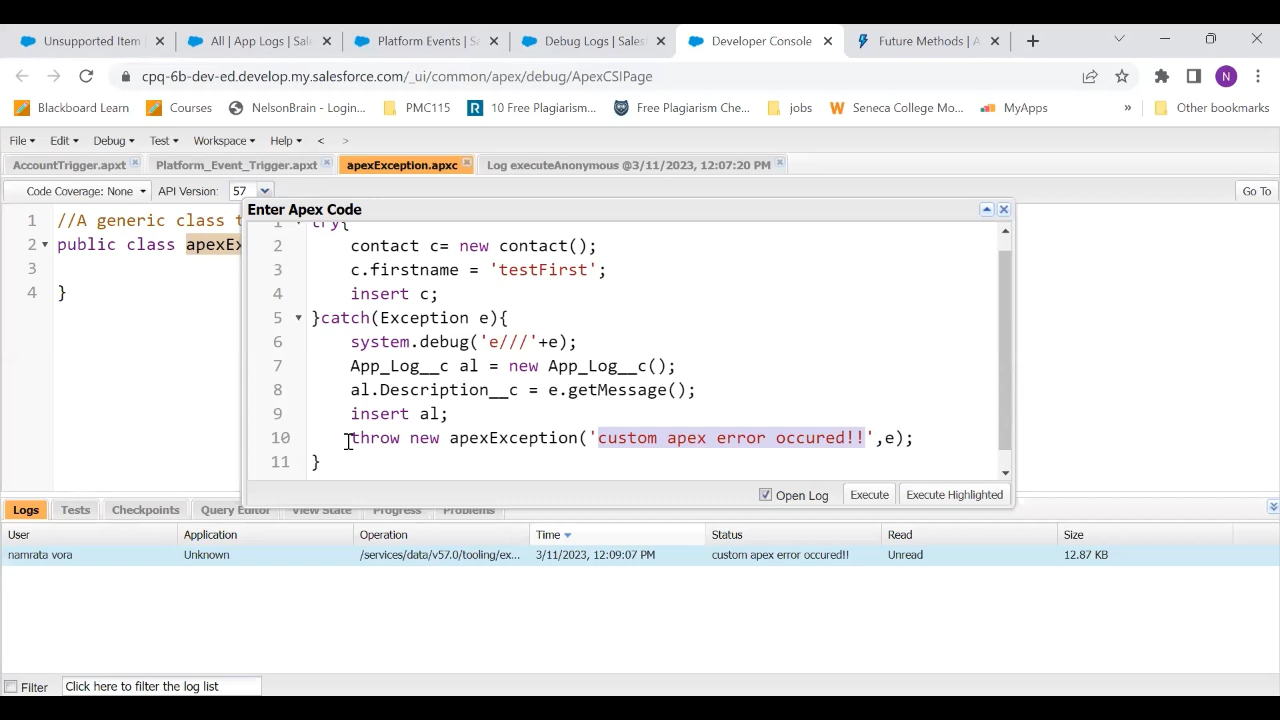 Unsupported Item
All | App Logs | Sal
Platform Events | Sa
Debug Logs | Sales
Developer Console
Future Methods | A
cpq-6b-dev-ed.develop.my.salesforce.com/_ui/common/apex/debug/ApexCSIPage
N
Blackboard Learn
Courses
NelsonBrain - Login...
PMC115
R 10 Free Plagiarism...
Free Plagiarism Che...
jobs
W Seneca College Mo...
MyApps
»
Other bookmarks
File Edit Debug Test Workspace Help < >
AccountTrigger.apxt Platform_Event_Trigger.apxt apexException.apxc Log executeAnonymous @3/11/2023, 12:07:20 PM
Code Coverage: None API Version: 57 Go To
1 //A generic class t
2 public class apexEx
3
4 }
Enter Apex Code
1 try{
2 contact c= new contact();
3 c.firstname = 'testFirst';
4 insert c;
5 }catch(Exception e){
6 system.debug('e///'+e);
7 App_Log__c al = new App_Log__c();
8 al.Description__c = e.getMessage();
9 insert al;
10 throw new apexException('custom apex error occured!!',e);
11 }
Open Log Execute Execute Highlighted
Logs Tests Checkpoints Query Editor View State Progress Problems
User Application Operation Time Status Read Size
namrata vora Unknown /services/data/v57.0/tooling/ex... 3/11/2023, 12:09:07 PM custom apex error occured!! Unread 12.87 KB
Filter Click here to filter the log list